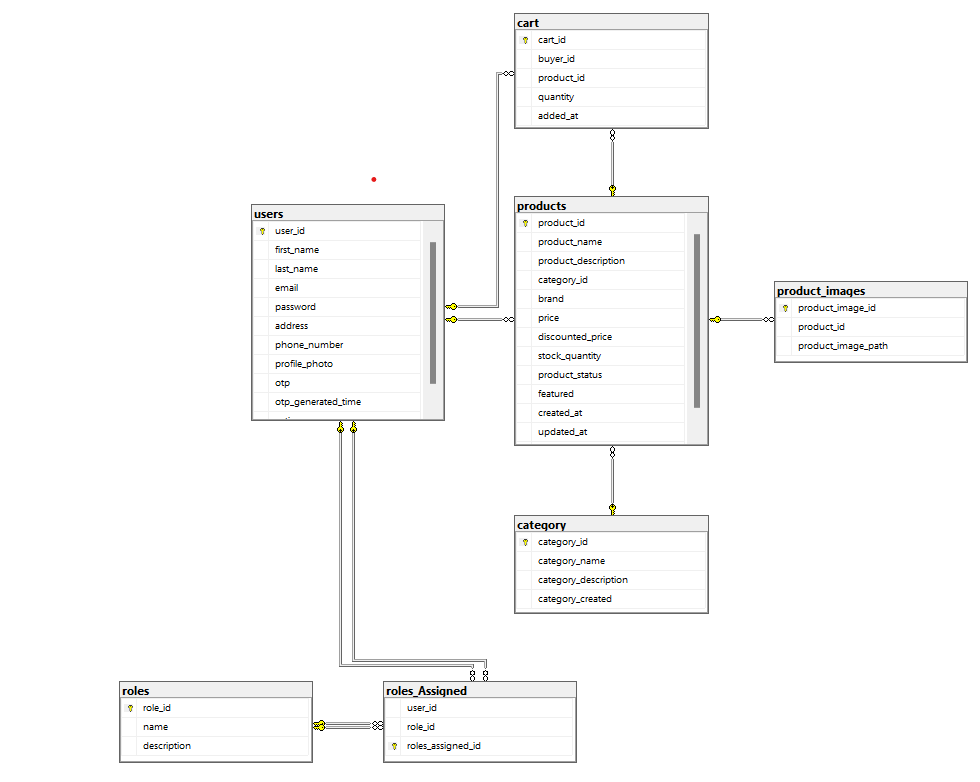 cart
cart_id
buyer_id
product_id
quantity
added_at
users
user_id
first_name
last_name
email
password
address
phone_number
profile_photo
otp
otp_generated_time
products
product_id
product_name
product_description
category_id
brand
price
discounted_price
stock_quantity
product_status
featured
created_at
updated_at
product_images
product_image_id
product_id
product_image_path
category
category_id
category_name
category_description
category_created
roles
role_id
name
description
roles_Assigned
user_id
role_id
roles_assigned_id